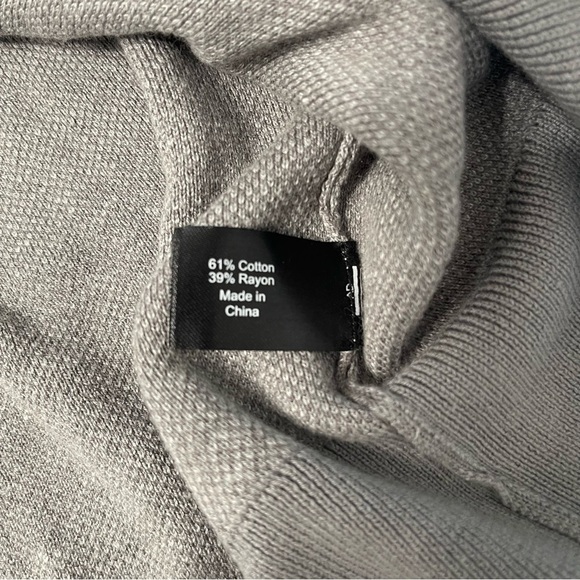 61% Cotton
39% Rayon
Made in
China